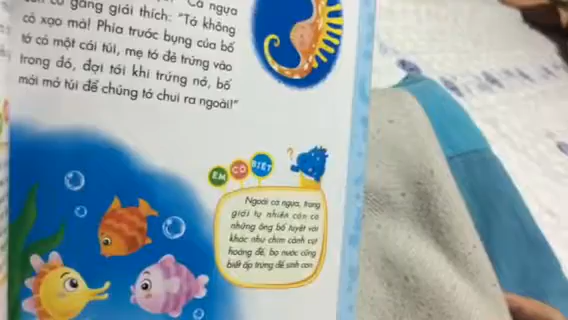 Cá ngựa
cố gắng giải thích: "Tớ không
có xạo mà! Phía trước bụng của bố
tớ có một cái túi, mẹ tớ đẻ trứng vào
trong đó, đợi tới khi trứng nở, bố
mới mở túi để chúng tớ chui ra ngoài!"
EM CÓ BIẾT
Ngoài cá ngựa, trong
giới tự nhiên còn có
những ông bố tuyệt vời
khác như chim cánh cụt
hoàng đế, bọ nước cũng
biết ấp trứng để sinh con